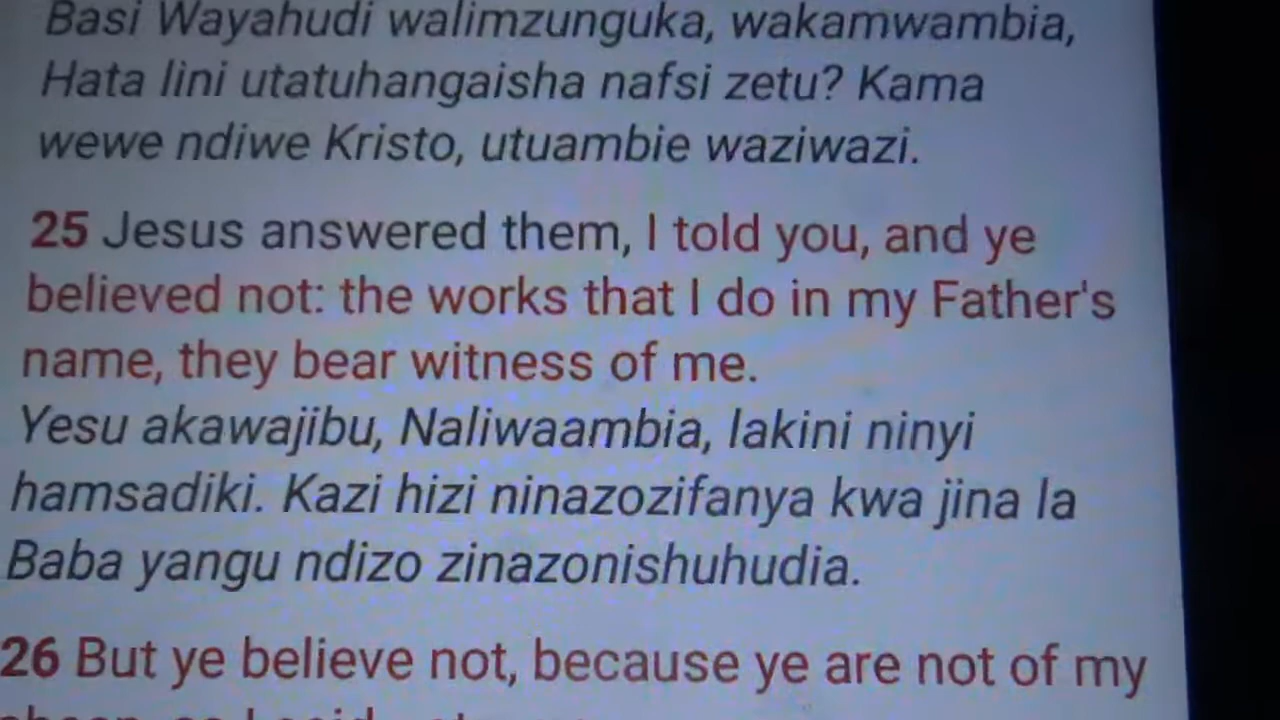 Basi Wayahudi walimzunguka, wakamwambia,
Hata lini utatuhangaisha nafsi zetu? Kama
wewe ndiwe Kristo, utuambie waziwazi.
25 Jesus answered them, I told you, and ye
believed not: the works that I do in my Father's
name, they bear witness of me.
Yesu akawajibu, Naliwaambia, lakini ninyi
hamsadiki. Kazi hizi ninazozifanya kwa jina la
Baba yangu ndizo zinazonishuhudia.
26 But ye believe not, because ye are not of my